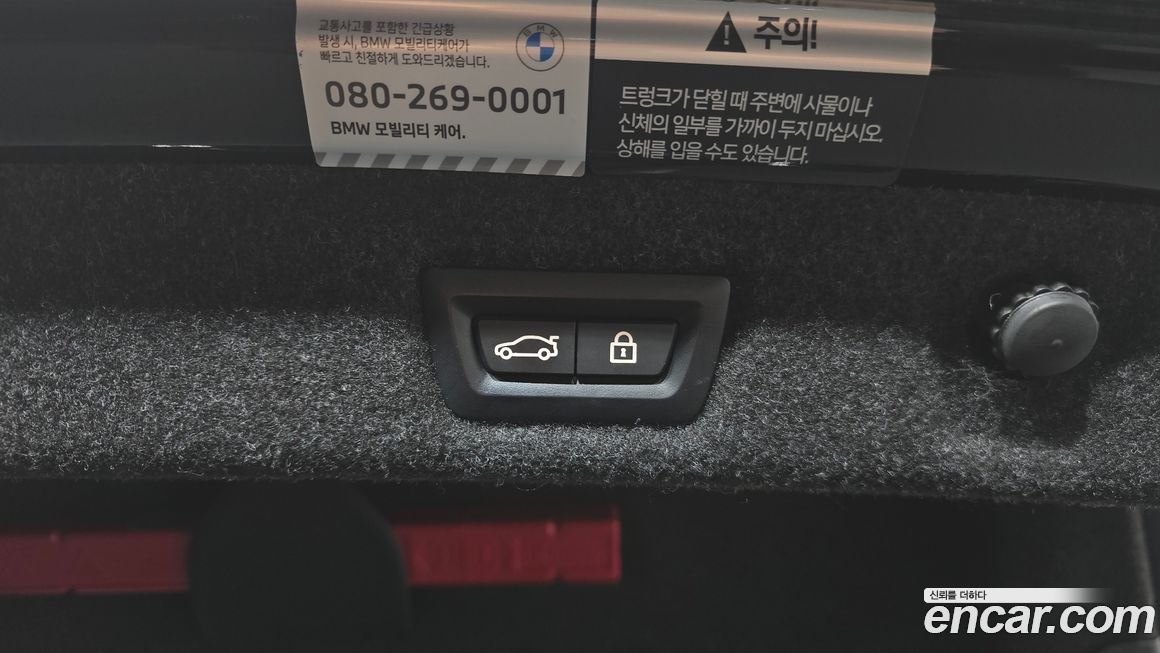 교통사고를 포함한 긴급상황
발생 시, BMW 모빌리티케어가
빠르고 친절하게 도와드리겠습니다.
BMW
080-269-0001
BMW 모빌리티 케어.
주의!
트렁크가 닫힐 때 주변에 사물이나
신체의 일부를 가까이 두지 마십시오.
상해를 입을 수도 있습니다.
신뢰를 더하다
encar.com